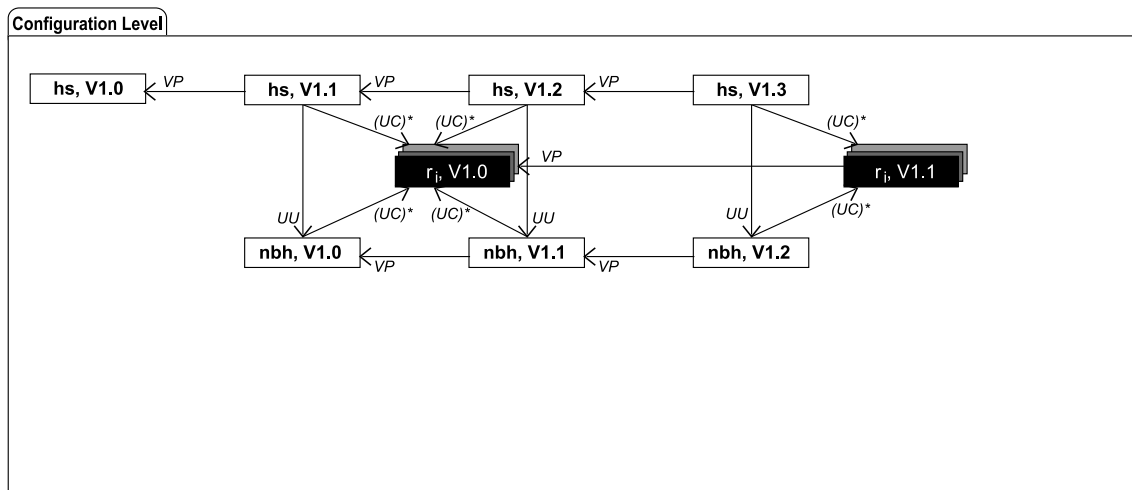 Configuration Level
VP VP VP
hs, V1.0 hs, V1.1 hs, V1.2 hs, V1.3
(UC)* (UC)* (UC)*
VP
r_i, V1.0 r_i, V1.1
UU (UC)* (UC)* UU UU (UC)*
nbh, V1.0 nbh, V1.1 nbh, V1.2
VP VP